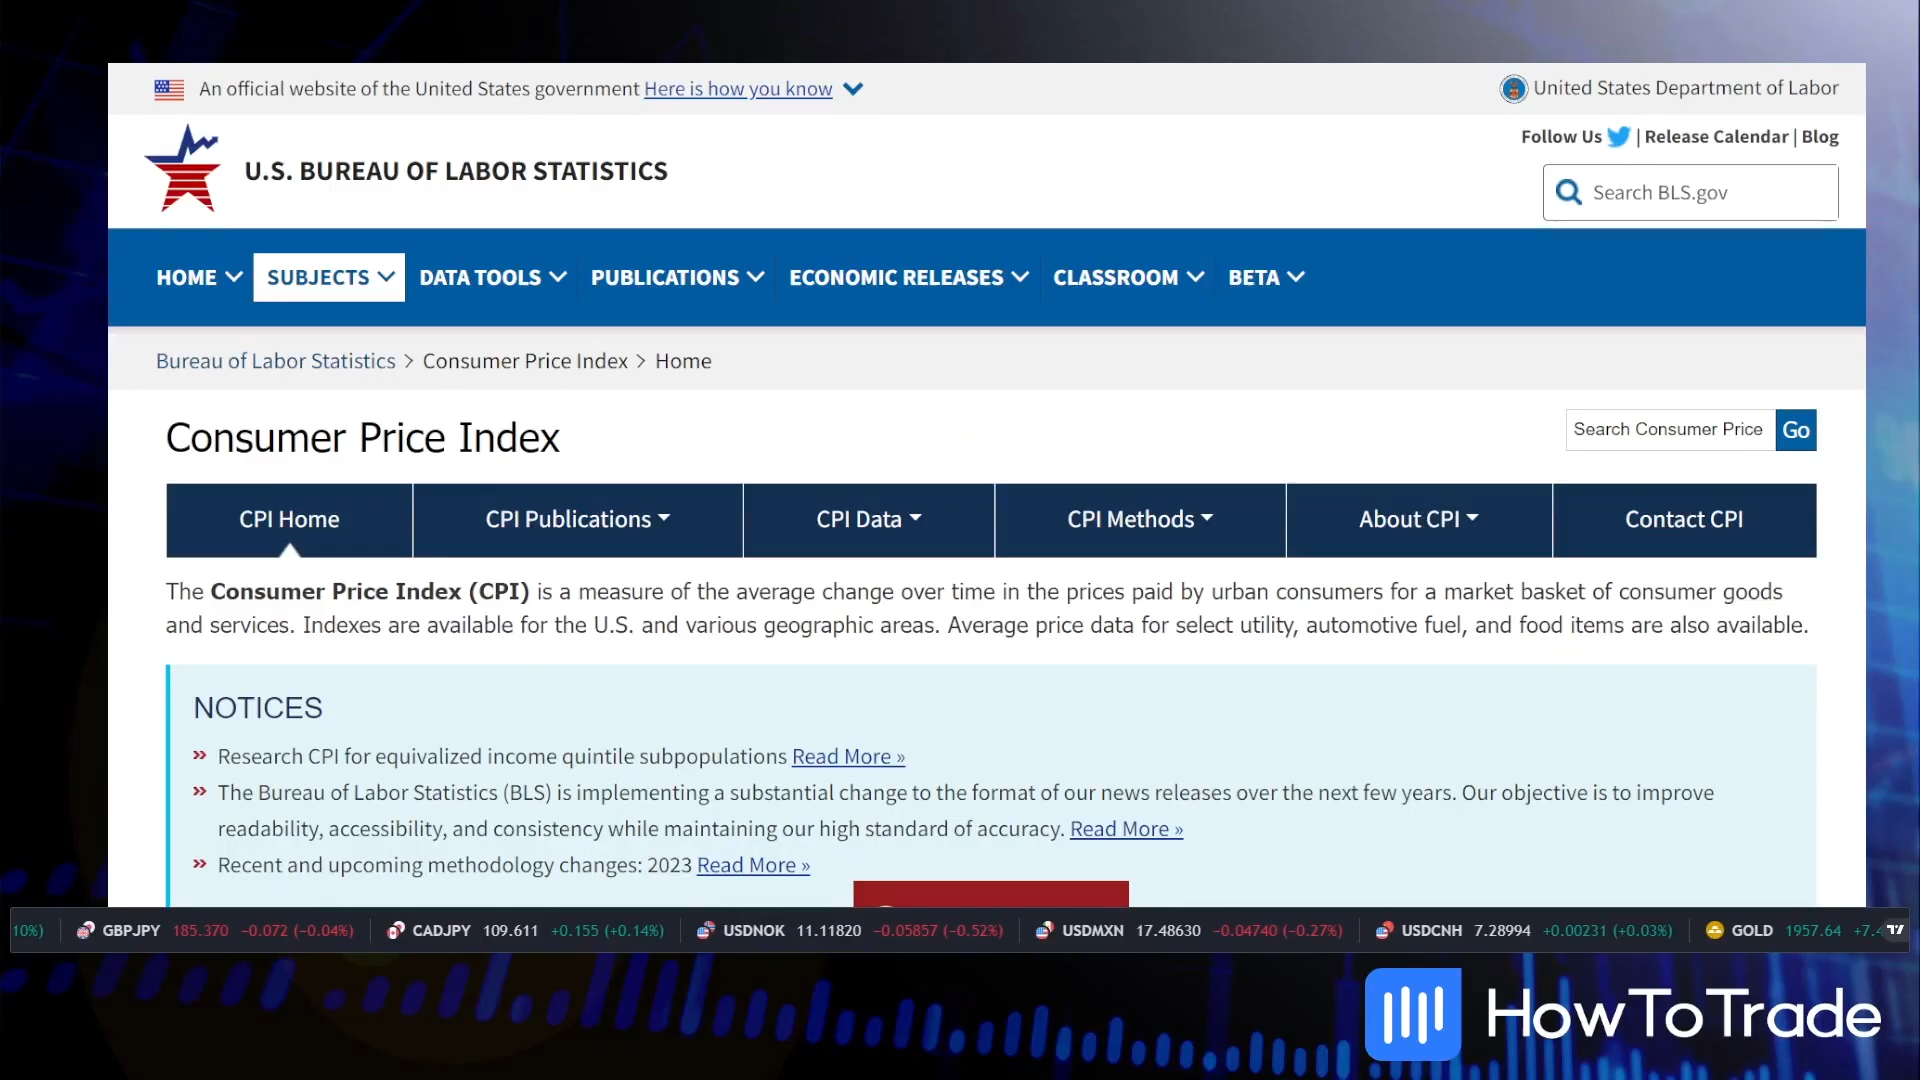 An official website of the United States government Here is how you know
United States Department of Labor
U.S. BUREAU OF LABOR STATISTICS
Follow Us | Release Calendar | Blog
Search BLS.gov
HOME SUBJECTS DATA TOOLS PUBLICATIONS ECONOMIC RELEASES CLASSROOM BETA
Bureau of Labor Statistics > Consumer Price Index > Home
Consumer Price Index
Search Consumer Price Go
CPI Home CPI Publications CPI Data CPI Methods About CPI Contact CPI
The Consumer Price Index (CPI) is a measure of the average change over time in the prices paid by urban consumers for a market basket of consumer goods
and services. Indexes are available for the U.S. and various geographic areas. Average price data for select utility, automotive fuel, and food items are also available.
NOTICES
» Research CPI for equivalized income quintile subpopulations Read More »
» The Bureau of Labor Statistics (BLS) is implementing a substantial change to the format of our news releases over the next few years. Our objective is to improve
readability, accessibility, and consistency while maintaining our high standard of accuracy. Read More »
» Recent and upcoming methodology changes: 2023 Read More »
10%) GBPJPY 185.370 −0.072 (−0.04%) CADJPY 109.611 +0.155 (+0.14%) USDNOK 11.11820 −0.05857 (−0.52%) USDMXN 17.48630 −0.04740 (−0.27%) USDCNH 7.28994 +0.00231 (+0.03%) GOLD 1957.64 +7.4
HowToTrade